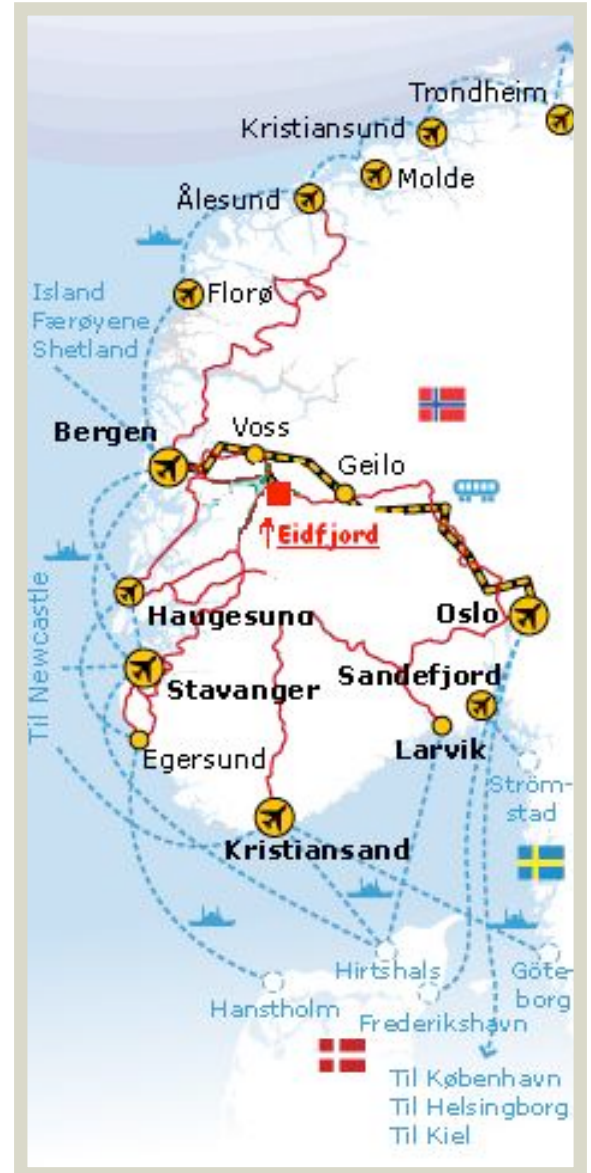 Trondheim
Kristiansund
Molde
Ålesund
Florø
Island
Færøyene
Shetland
Bergen
Voss
Geilo
Eidfjord
Til Newcastle
Haugesund
Oslo
Stavanger
Sandefjord
Egersund
Larvik
Ström-
stad
Kristiansand
Hirtshals
Göte-
borg
Hanstholm
Frederikshavn
Til København
Til Helsingborg
Til Kiel